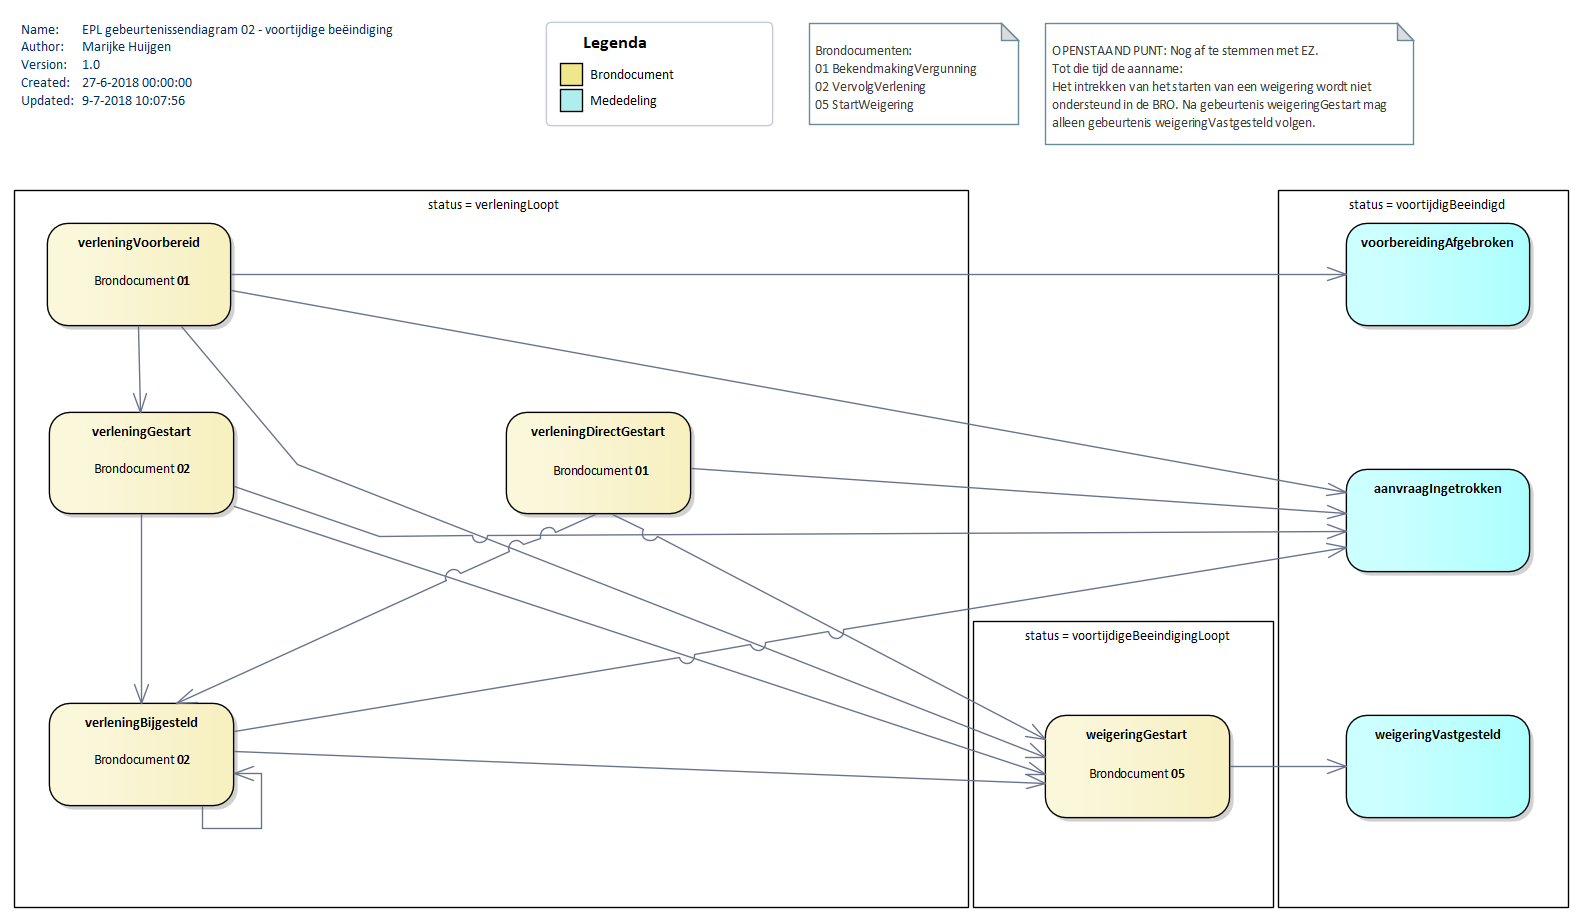 Name: EPL gebeurtenissendiagram 02 - voortijdige beëindiging
Author: Marijke Huijgen
Version: 1.0
Created: 27-6-2018 00:00:00
Updated: 9-7-2018 10:07:56
Legenda
Brondocument
Mededeling
Brondocumenten:
01 BekendmakingVergunning
02 VervolgVerlening
05 StartWeigering
OPENSTAAND PUNT: Nog af te stemmen met EZ.
Tot die tijd de aanname:
Het intrekken van het starten van een weigering wordt niet
ondersteund in de BRO. Na gebeurtenis weigeringGestart mag
alleen gebeurtenis weigeringVastgesteld volgen.
status = verleningLoopt
status = voortijdigBeeindigd
verleningVoorbereid
Brondocument 01
voorbereidingAfgebroken
verleningGestart
Brondocument 02
verleningDirectGestart
Brondocument 01
aanvraagIngetrokken
status = voortijdigeBeeindigingLoopt
verleningBijgesteld
Brondocument 02
weigeringGestart
Brondocument 05
weigeringVastgesteld